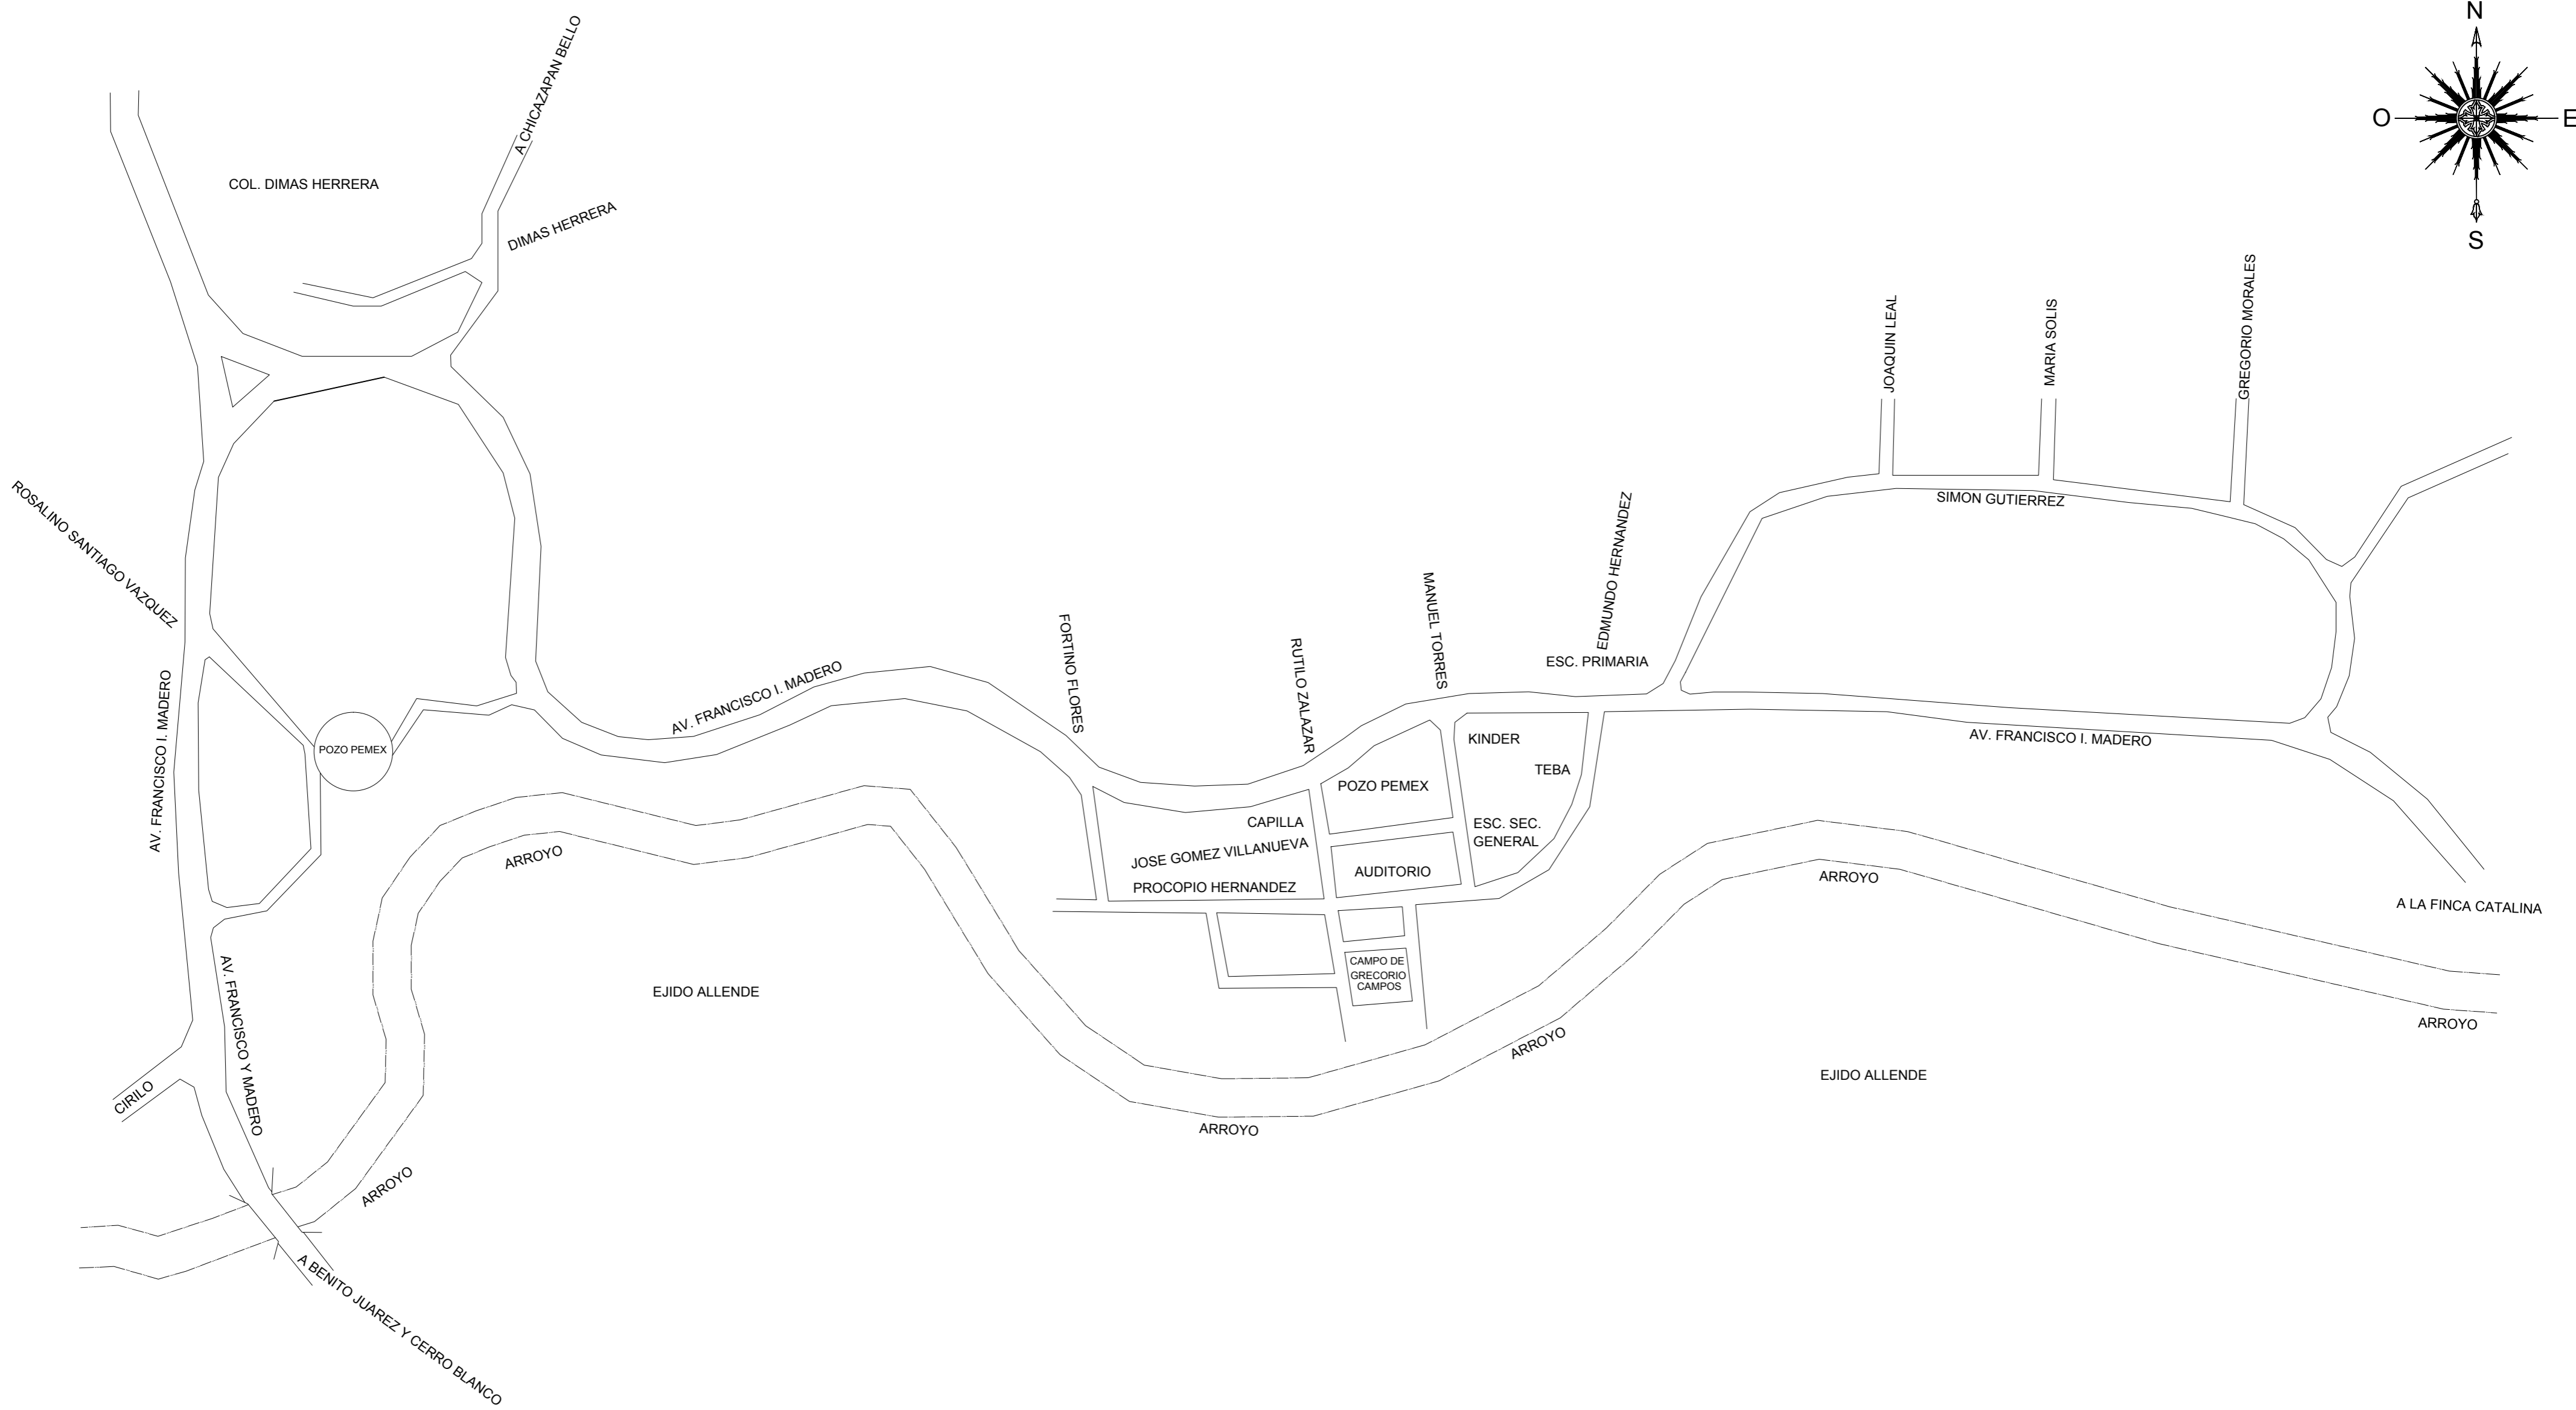 N
O
E
S
A CHICAZAPAN BELLO
COL. DIMAS HERRERA
DIMAS HERRERA
JOAQUIN LEAL
MARIA SOLIS
GREGORIO MORALES
SIMON GUTIERREZ
ROSALINO SANTIAGO VAZQUEZ
EDMUNDO HERNANDEZ
MANUEL TORRES
FORTINO FLORES
RUTILO ZALAZAR
ESC. PRIMARIA
AV. FRANCISCO I. MADERO
AV. FRANCISCO I. MADERO
AV. FRANCISCO I. MADERO
POZO PEMEX
KINDER
TEBA
POZO PEMEX
CAPILLA
ESC. SEC.
GENERAL
JOSE GOMEZ VILLANUEVA
AUDITORIO
PROCOPIO HERNANDEZ
ARROYO
ARROYO
A LA FINCA CATALINA
CAMPO DE
GRECORIO
CAMPOS
EJIDO ALLENDE
AV. FRANCISCO Y MADERO
ARROYO
ARROYO
EJIDO ALLENDE
CIRILO
ARROYO
ARROYO
A BENITO JUAREZ Y CERRO BLANCO